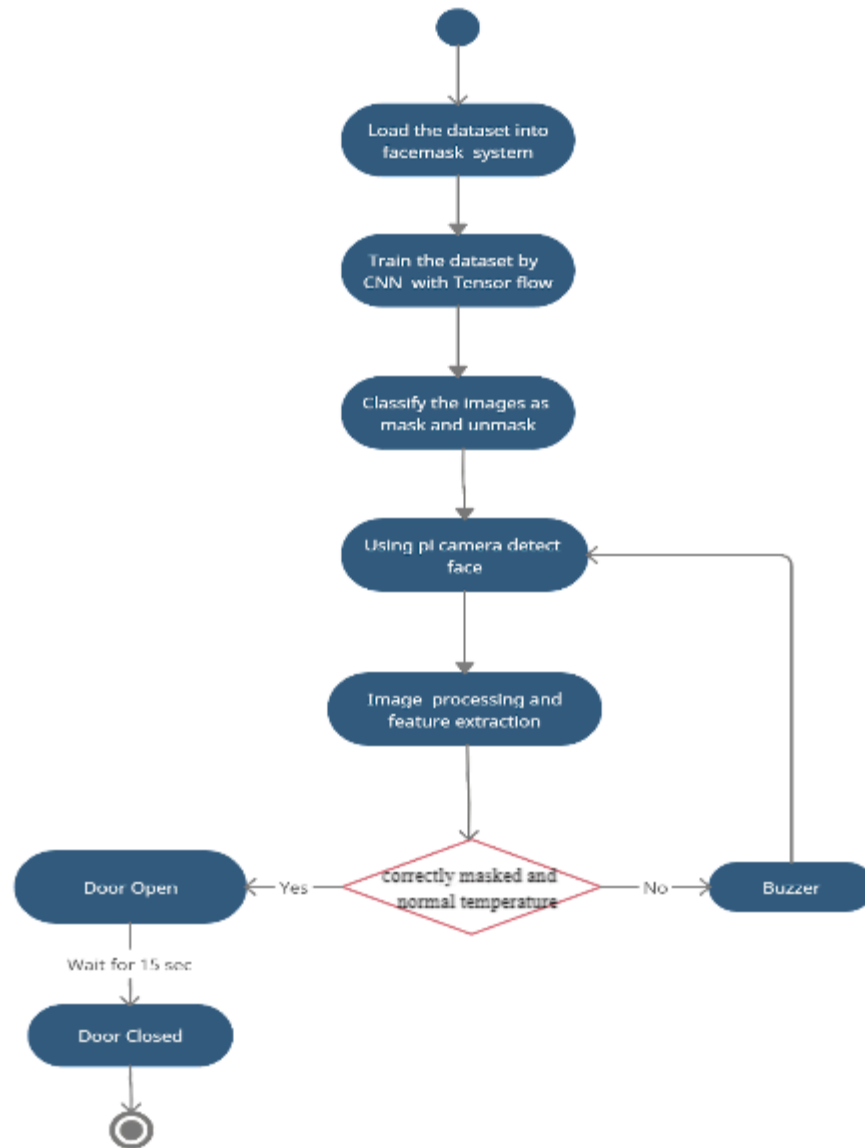 Load the dataset into
facemask system
Train the dataset by
CNN with Tensor flow
Classify the images as
mask and unmask
Using pi camera detect
face
Image processing and
feature extraction
correctly masked and
normal temperature
Yes
No
Door Open
Buzzer
Wait for 15 sec
Door Closed